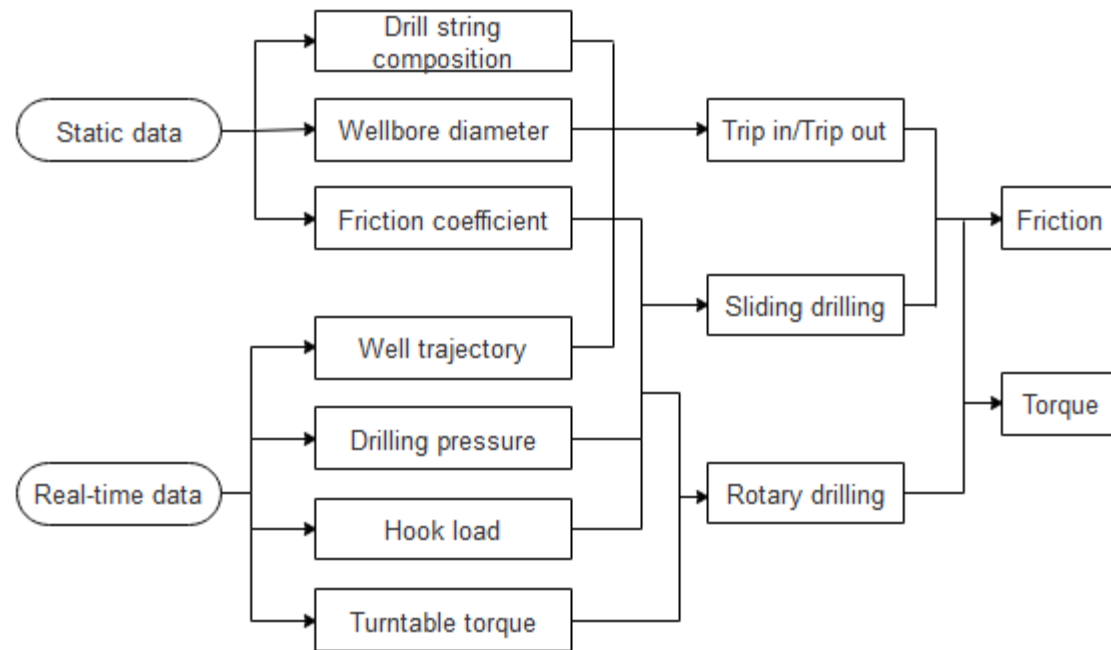 Drill string
composition
Static data
Wellbore diameter
Trip in/Trip out
Friction coefficient
Friction
Sliding drilling
Well trajectory
Torque
Drilling pressure
Real-time data
Rotary drilling
Hook load
Turntable torque